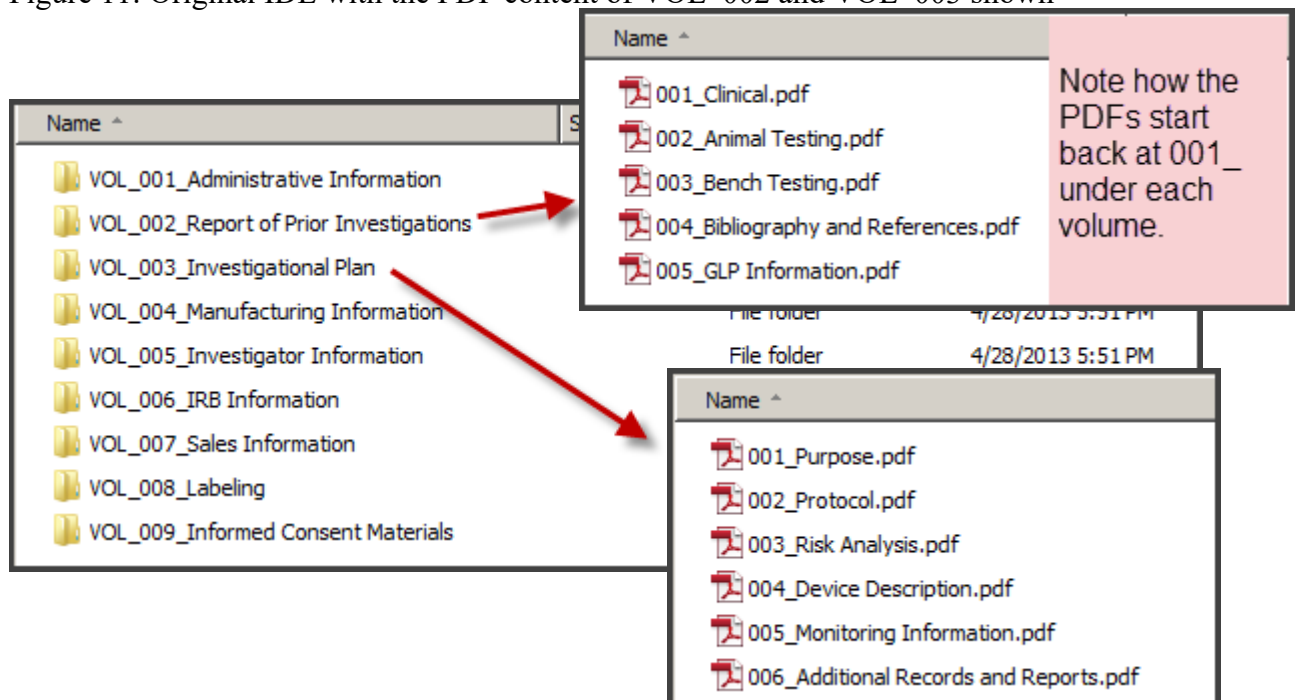 Name
001_Clinical.pdf
002_Animal Testing.pdf
003_Bench Testing.pdf
004_Bibliography and References.pdf
005_GLP Information.pdf
Note how the
PDFs start
back at 001_
under each
volume.
Name
VOL_001_Administrative Information
VOL_002_Report of Prior Investigations
VOL_003_Investigational Plan
VOL_004_Manufacturing Information File folder 4/28/2013 5:51 PM
VOL_005_Investigator Information File folder 4/28/2013 5:51 PM
VOL_006_IRB Information
VOL_007_Sales Information
VOL_008_Labeling
VOL_009_Informed Consent Materials
Name
001_Purpose.pdf
002_Protocol.pdf
003_Risk Analysis.pdf
004_Device Description.pdf
005_Monitoring Information.pdf
006_Additional Records and Reports.pdf